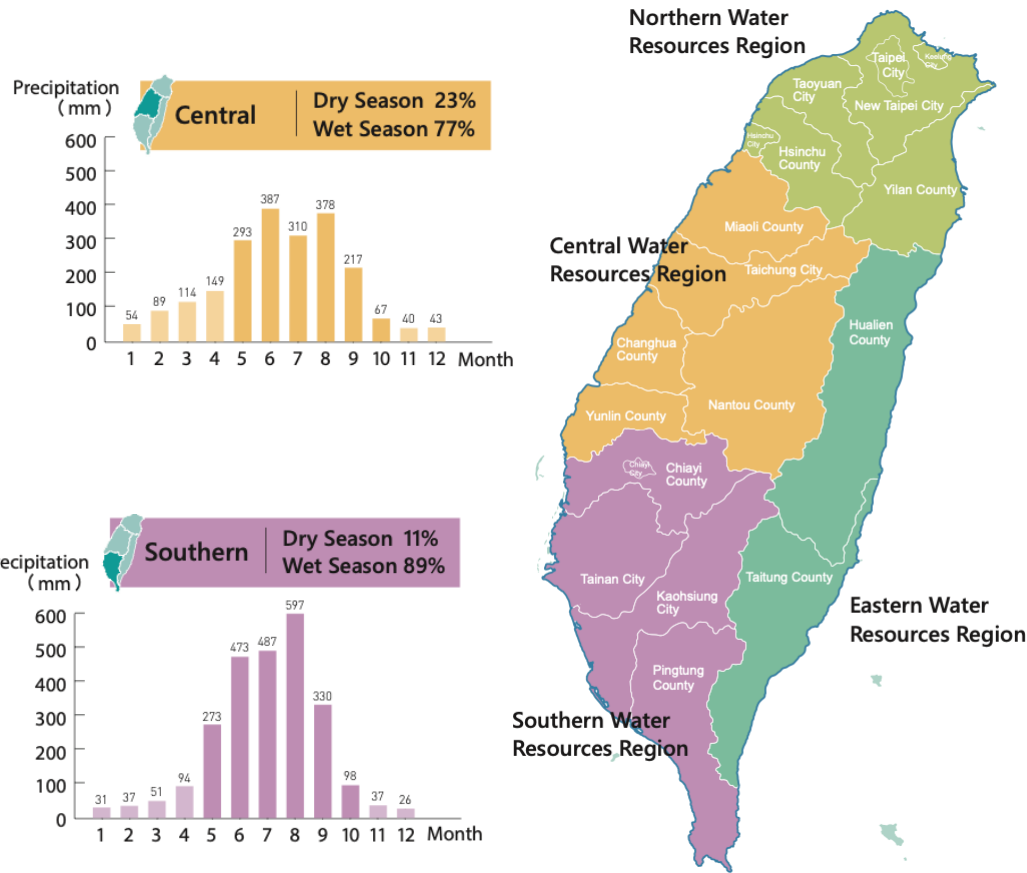 Precipitation
(mm)
Central
Dry Season 23%
Wet Season 77%
600
500
400
300
200
100
0
54
89
114
149
293
387
310
378
217
67
40
43
1 2 3 4 5 6 7 8 9 10 11 12 Month
recipitation
(mm)
Southern
Dry Season 11%
Wet Season 89%
600
500
400
300
200
100
0
31
37
51
94
273
473
487
597
330
98
37
26
1 2 3 4 5 6 7 8 9 10 11 12 Month
Northern Water
Resources Region
Taipei
City
Keelung
City
Taoyuan
City
New Taipei City
Hsinchu
City
Hsinchu
County
Yilan County
Miaoli County
Central Water
Resources Region
Taichung City
Hualien
County
Changhua
County
Nantou County
Yunlin County
Chiayi
City
Chiayi
County
Tainan City
Taitung County
Kaohsiung
City
Eastern Water
Resources Region
Pingtung
County
Southern Water
Resources Region